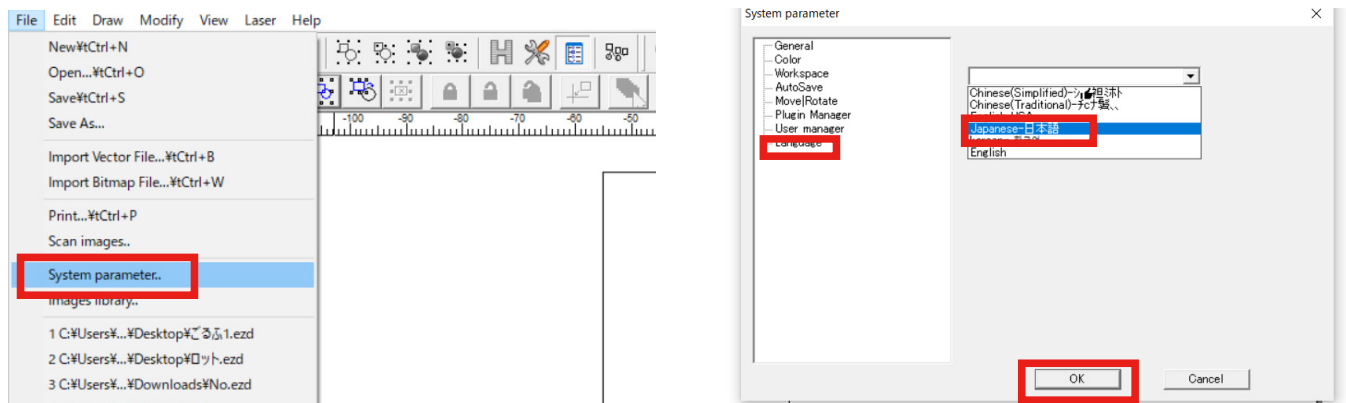 File Edit Draw Modify View Laser Help
New¥tCtrl+N
Open...¥tCtrl+O
Save¥tCtrl+S
Save As...
Import Vector File...¥tCtrl+B
Import Bitmap File...¥tCtrl+W
Print...¥tCtrl+P
Scan images..
System parameter..
Images library..
1 C:¥Users¥...¥Desktop¥ごるふ1.ezd
2 C:¥Users¥...¥Desktop¥ロット.ezd
3 C:¥Users¥...¥Downloads¥No.ezd
-100 -90 -80 -70 -60 -50
System parameter
General
Color
Workspace
AutoSave
Move|Rotate
Plugin Manager
User manager
Language
Chinese(Simplified)-
Chinese(Traditional)-
Japanese-日本語
English
OK Cancel